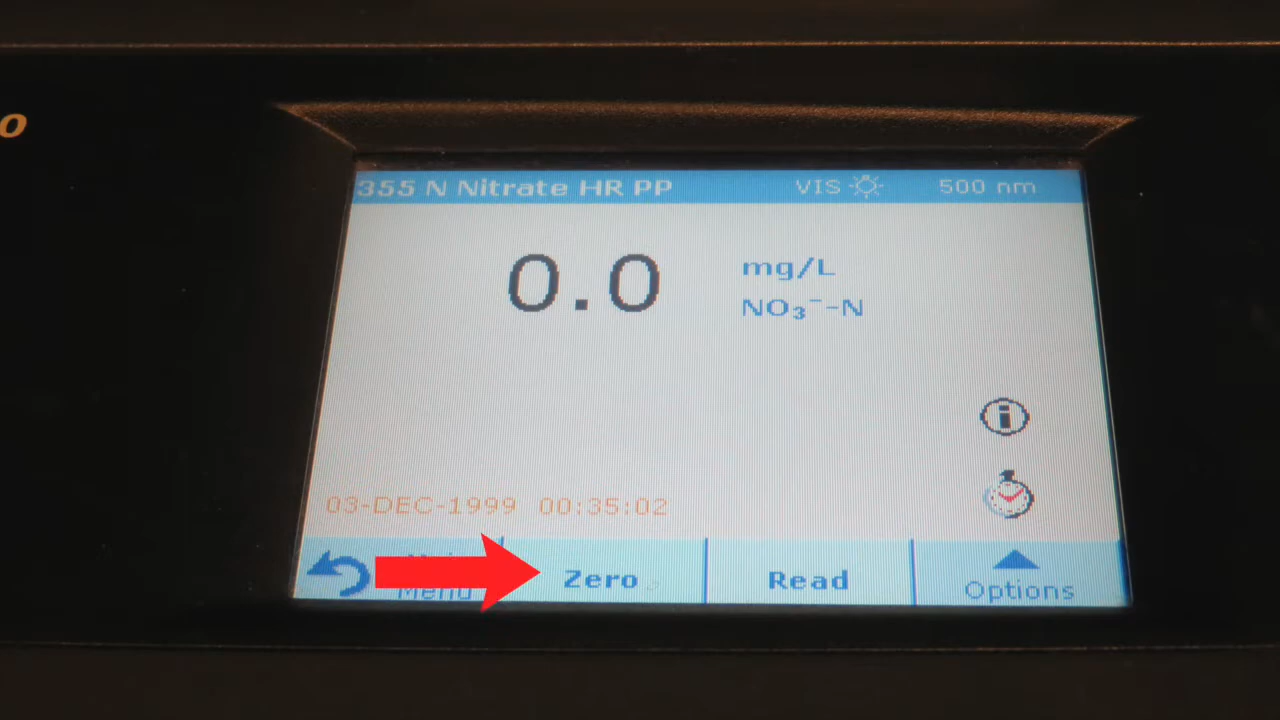 o
355 N Nitrate HR PP VIS 500 nm
0.0 mg/L
NO₃⁻-N
i
03-DEC-1999 00:35:02
Menu Zero Read Options